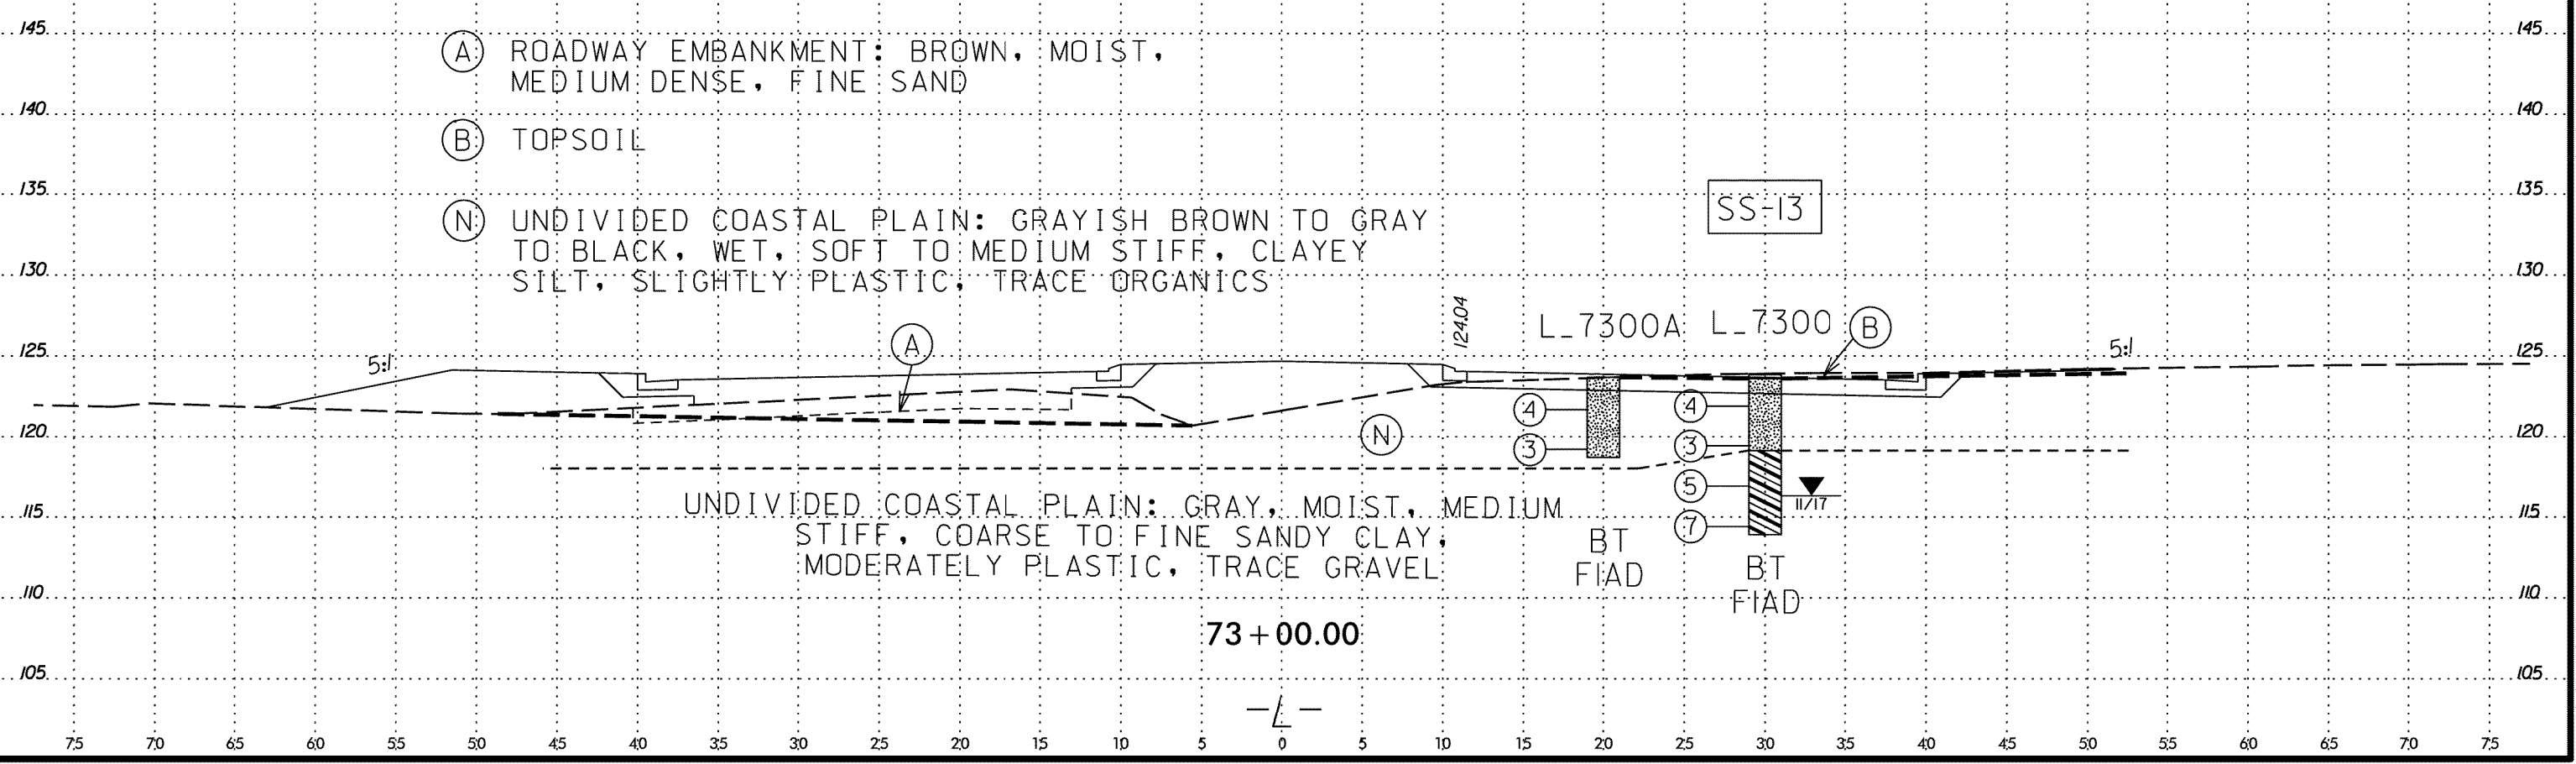 145 145
(A) ROADWAY EMBANKMENT: BROWN, MOIST,
MEDIUM DENSE, FINE SAND
140 140
(B) TOPSOIL
135 135
SS-13
(N) UNDIVIDED COASTAL PLAIN: GRAYISH BROWN TO GRAY
TO BLACK, WET, SOFT TO MEDIUM STIFF, CLAYEY
SILT, SLIGHTLY PLASTIC, TRACE ORGANICS
130 130
124.04
L_7300A L_7300 B
A
125 125
5:1 5:1
4 4
120 120
N
3 3
5
11/17
7
115 115
UNDIVIDED COASTAL PLAIN: GRAY, MOIST, MEDIUM
STIFF, COARSE TO FINE SANDY CLAY,
MODERATELY PLASTIC, TRACE GRAVEL
BT
FIAD
BT
FIAD
110 110
73+00.00
105 105
-L-
75 70 65 60 55 50 45 40 35 30 25 20 15 10 5 0 5 10 15 20 25 30 35 40 45 50 55 60 65 70 75